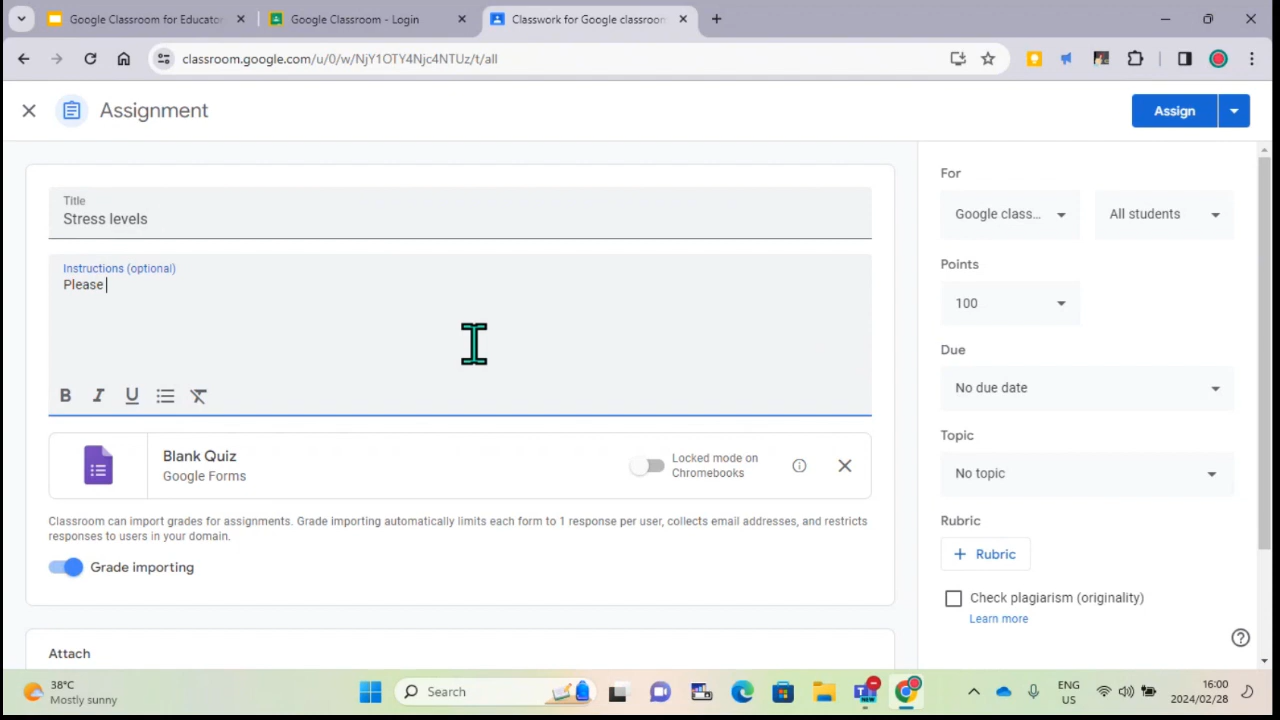 Google Classroom for Educator
Google Classroom - Login
Classwork for Google classroom
classroom.google.com/u/0/w/NjY1OTY4Njc4NTUz/t/all
Assignment
Assign
Title
Stress levels
Instructions (optional)
Please
B I U
Blank Quiz
Google Forms
Locked mode on
Chromebooks
Classroom can import grades for assignments. Grade importing automatically limits each form to 1 response per user, collects email addresses, and restricts
responses to users in your domain.
Grade importing
Attach
For
Google class...
All students
Points
100
Due
No due date
Topic
No topic
Rubric
+ Rubric
Check plagiarism (originality)
Learn more
38°C
Mostly sunny
Search
NEW
ENG
US
16:00
2024/02/28